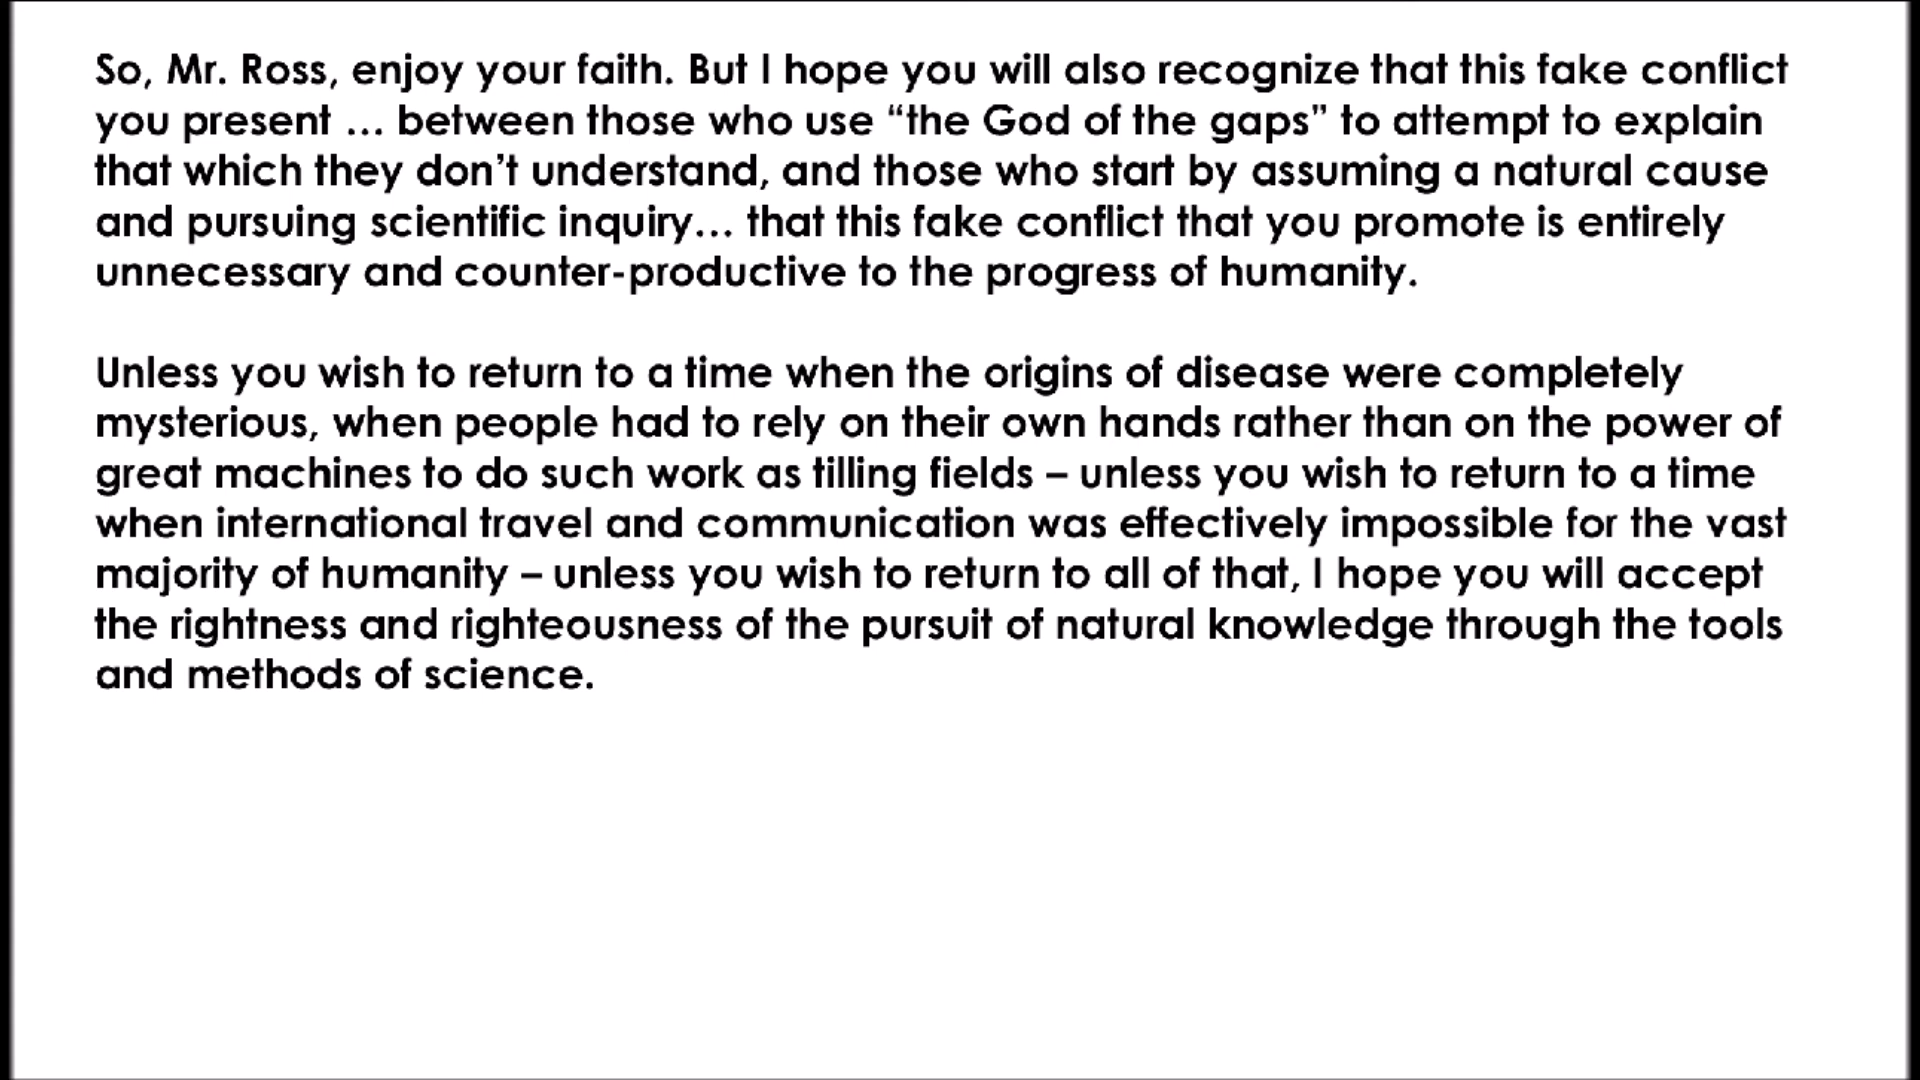 So, Mr. Ross, enjoy your faith. But I hope you will also recognize that this fake conflict
you present … between those who use “the God of the gaps” to attempt to explain
that which they don’t understand, and those who start by assuming a natural cause
and pursuing scientific inquiry… that this fake conflict that you promote is entirely
unnecessary and counter-productive to the progress of humanity.
Unless you wish to return to a time when the origins of disease were completely
mysterious, when people had to rely on their own hands rather than on the power of
great machines to do such work as tilling fields – unless you wish to return to a time
when international travel and communication was effectively impossible for the vast
majority of humanity – unless you wish to return to all of that, I hope you will accept
the rightness and righteousness of the pursuit of natural knowledge through the tools
and methods of science.